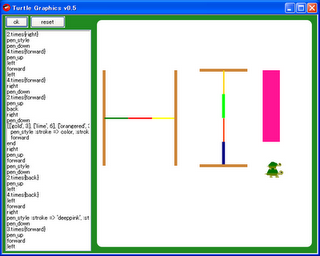 Turtle Graphics v0.5
ok
reset
2.times{right}
pen_style
pen_down
4.times{forward}
pen_up
left
forward
left
4.times{forward}
right
pen_down
2.times{forward}
pen_up
back
right
pen_down
[['gold', 3], ['lime', 6], ['orangered',
pen_style :stroke => color, :strok
forward
end
right
pen_up
forward
pen_style
pen_down
2.times{back}
pen_up
left
4.times{back}
left
forward
right
pen_style :stroke => 'deeppink', :st
pen_down
3.times{forward}
pen_up
left